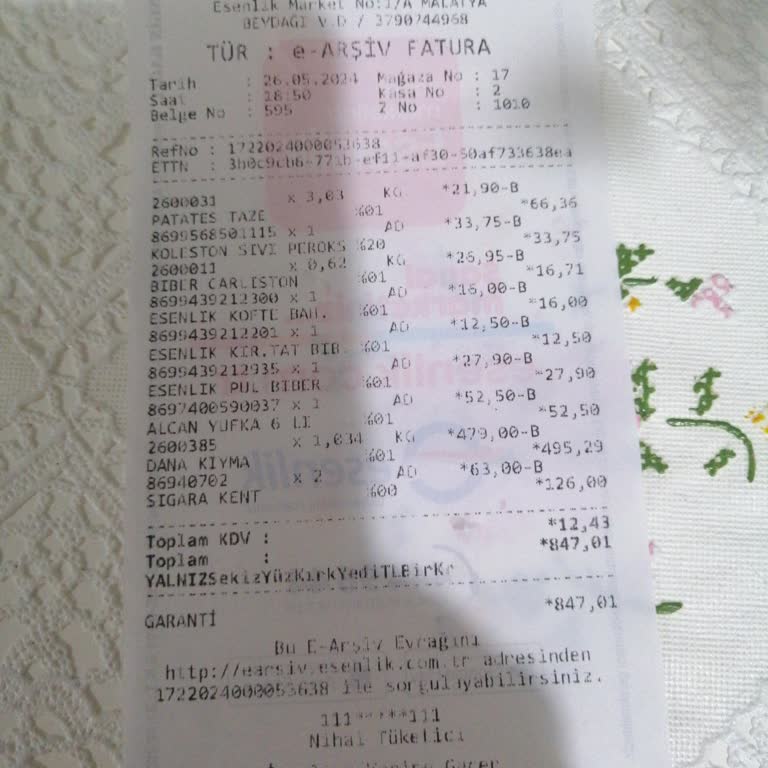 Esenlik Market No:1/A MALATYA
BEYDAĞI V.D / 3790744968
TÜR : e-ARŞİV FATURA
Tarih : 26.05.2024 Mağaza No : 17
Saat : 18:50 Kasa No : 2
Belge No : 595 Z No : 1010
RefNo : 1722024000053638
ETTN : 3b0c9cb6-771b-ef11-af30-50af733638ea
2600031 x 3,03 KG *21,90-B
PATATES TAZE %01 *66,36
8699568501115 x 1 AD *33,75-B
KOLESTON SIVI PEROKS %20 *33,75
2600011 x 0,62 KG *26,95-B
BIBER CARLISTON %01 *16,71
8699439212300 x 1 AD *16,00-B
ESENLIK KOFTE BAH. %01 *16,00
8699439212201 x 1 AD *12,50-B
ESENLIK KIR.TAT BIB %01 *12,50
8699439212935 x 1 AD *27,90-B
ESENLIK PUL BIBER %01 *27,90
8697400590037 x 1 AD *52,50-B
ALCAN YUFKA 6 LI %01 *52,50
2600385 x 1,034 KG *479,00-B
DANA KIYMA %01 *495,29
86940702 x 2 AD *63,00-B
SIGARA KENT %00 *126,00
Toplam KDV : *12,43
Toplam : *847,01
YALNIZSekizYüzKırkYediTLBirKr
GARANTİ *847,01
Bu E-Arşiv Evrağını
http://earsiv.esenlik.com.tr adresinden
1722024000053638 ile sorgulayabilirsiniz.
111*****111
Nihai Tüketici